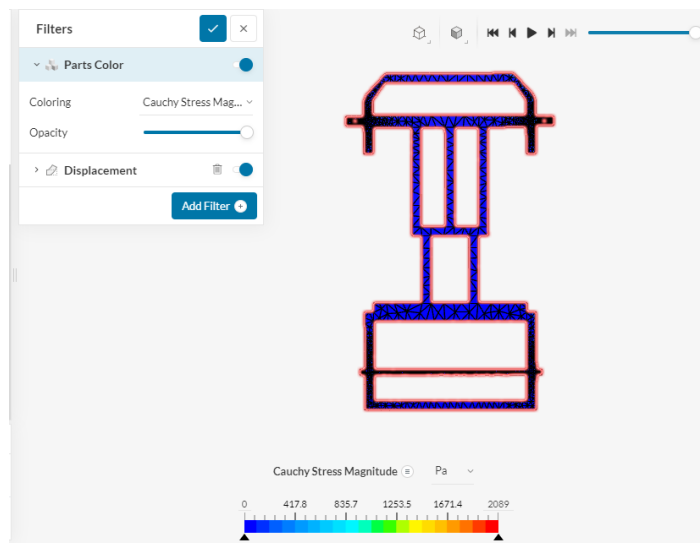 Filters
Parts Color
Coloring
Cauchy Stress Mag...
Opacity
Displacement
Add Filter
Cauchy Stress Magnitude Pa
0 417.8 835.7 1253.5 1671.4 2089